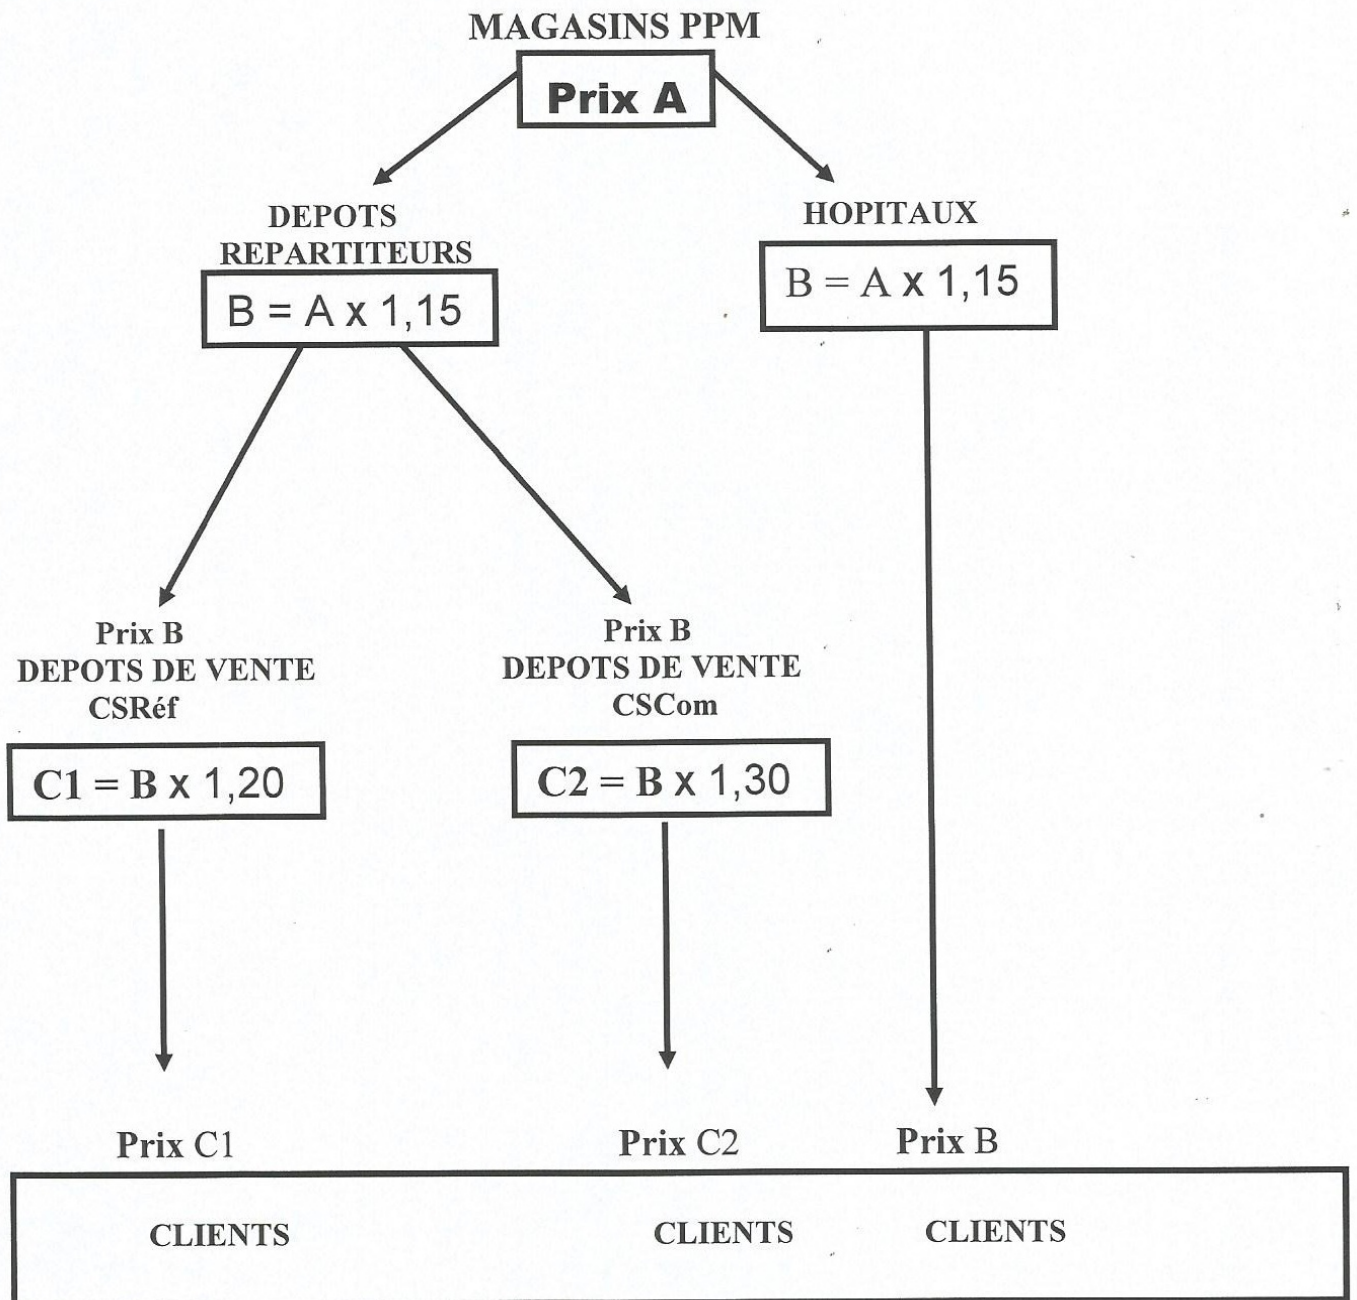 MAGASINS PPM
Prix A
DEPOTS
REPARTITEURS
B = A x 1,15
HOPITAUX
B = A x 1,15
Prix B
DEPOTS DE VENTE
CSRéf
C1 = B x 1,20
Prix B
DEPOTS DE VENTE
CSCom
C2 = B x 1,30
Prix C1
Prix C2
Prix B
CLIENTS
CLIENTS
CLIENTS